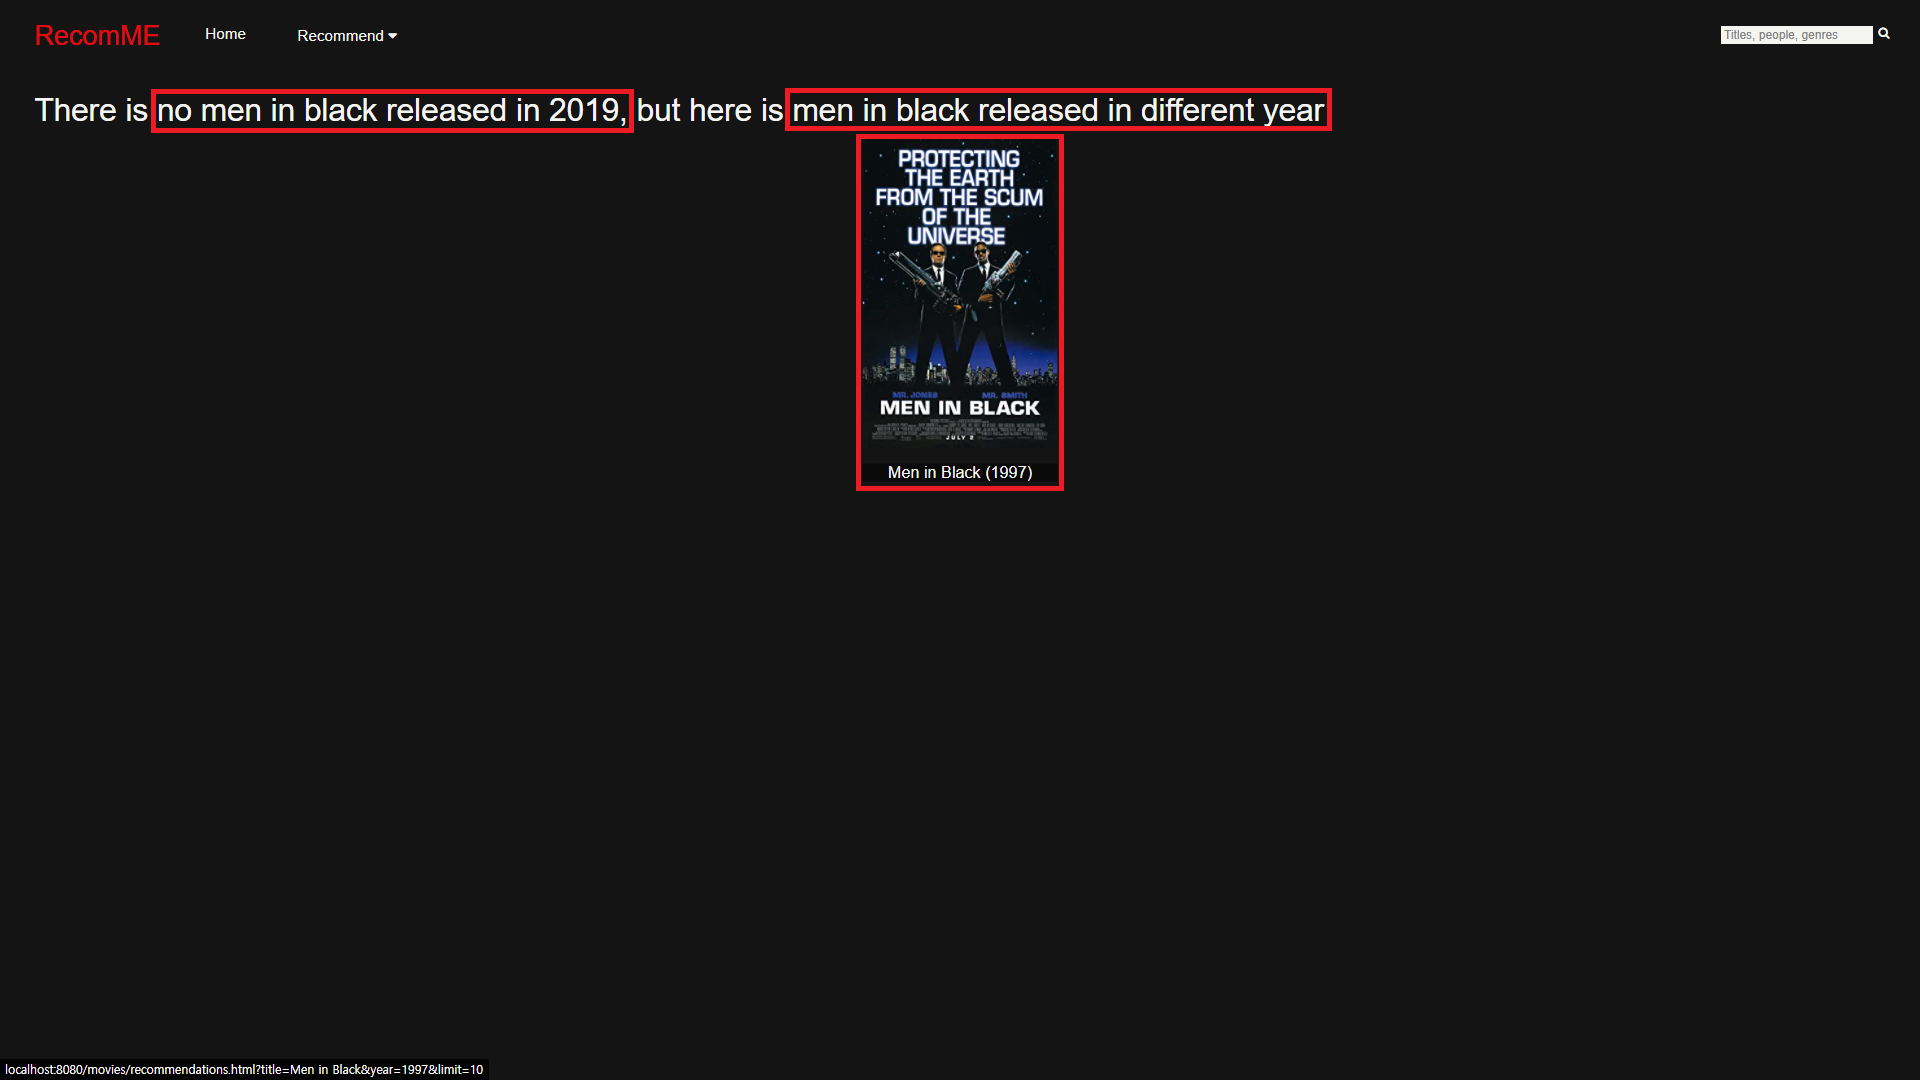 RecomME
Home
Recommend
Titles, people, genres
There is no men in black released in 2019, but here is men in black released in different year
PROTECTING
THE EARTH
FROM THE SCUM
OF THE
UNIVERSE
MR. JONES MR. SMITH
MEN IN BLACK
JULY 2
Men in Black (1997)
localhost:8080/movies/recommendations.html?title=Men in Black&year=1997&limit=10